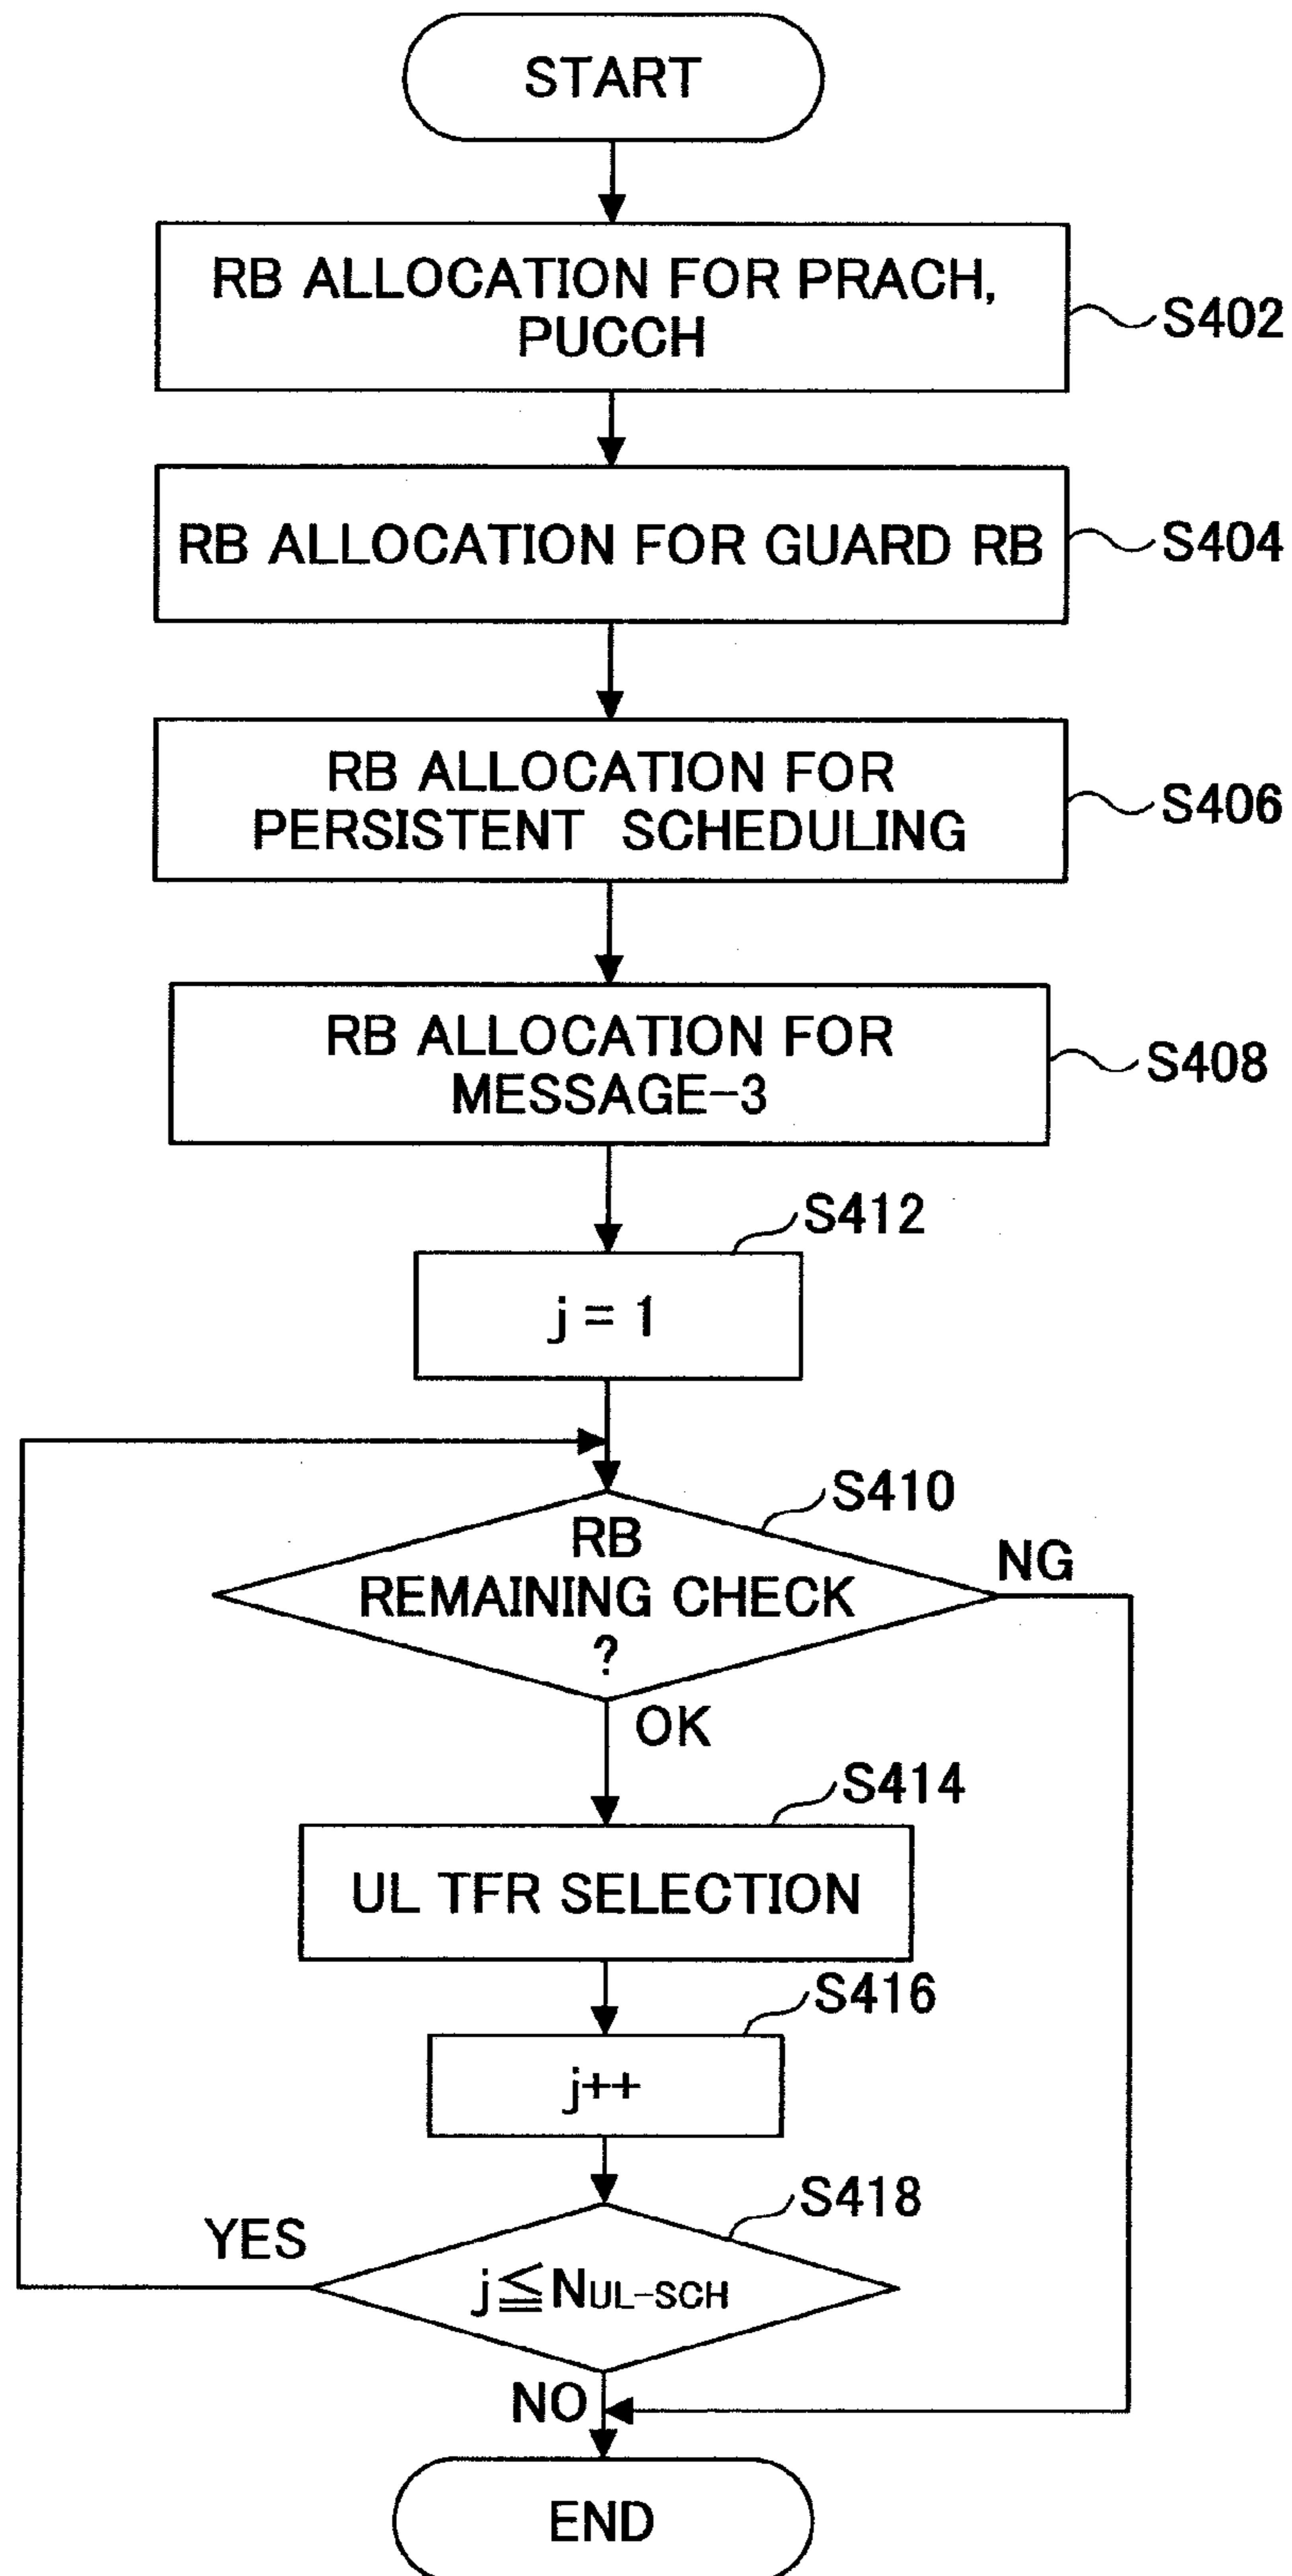 START
RB ALLOCATION FOR PRACH,
PUCCH
S402
RB ALLOCATION FOR GUARD RB
S404
RB ALLOCATION FOR
PERSISTENT SCHEDULING
S406
RB ALLOCATION FOR
MESSAGE-3
S408
S412
j = 1
S410
RB
REMAINING CHECK
?
NG
OK
S414
UL TFR SELECTION
S416
j++
S418
YES
j≦NUL-SCH
NO
END